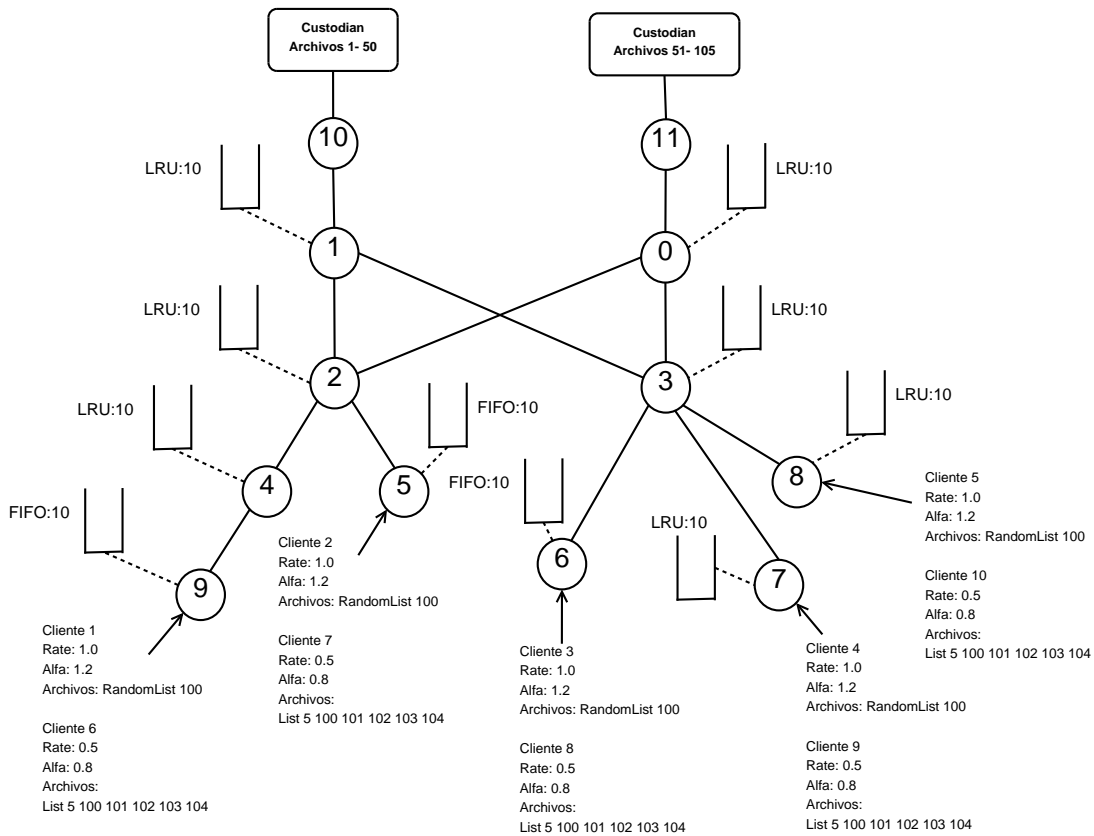 Custodian
Archivos 1- 50
Custodian
Archivos 51- 105
10
11
LRU:10
LRU:10
1
0
LRU:10
LRU:10
2
3
LRU:10
FIFO:10
LRU:10
4
5
FIFO:10
8
FIFO:10
LRU:10
9
6
7
Cliente 1
Rate: 1.0
Alfa: 1.2
Archivos: RandomList 100
Cliente 6
Rate: 0.5
Alfa: 0.8
Archivos:
List 5 100 101 102 103 104
Cliente 2
Rate: 1.0
Alfa: 1.2
Archivos: RandomList 100
Cliente 7
Rate: 0.5
Alfa: 0.8
Archivos:
List 5 100 101 102 103 104
Cliente 3
Rate: 1.0
Alfa: 1.2
Archivos: RandomList 100
Cliente 8
Rate: 0.5
Alfa: 0.8
Archivos:
List 5 100 101 102 103 104
Cliente 4
Rate: 1.0
Alfa: 1.2
Archivos: RandomList 100
Cliente 9
Rate: 0.5
Alfa: 0.8
Archivos:
List 5 100 101 102 103 104
Cliente 5
Rate: 1.0
Alfa: 1.2
Archivos: RandomList 100
Cliente 10
Rate: 0.5
Alfa: 0.8
Archivos:
List 5 100 101 102 103 104